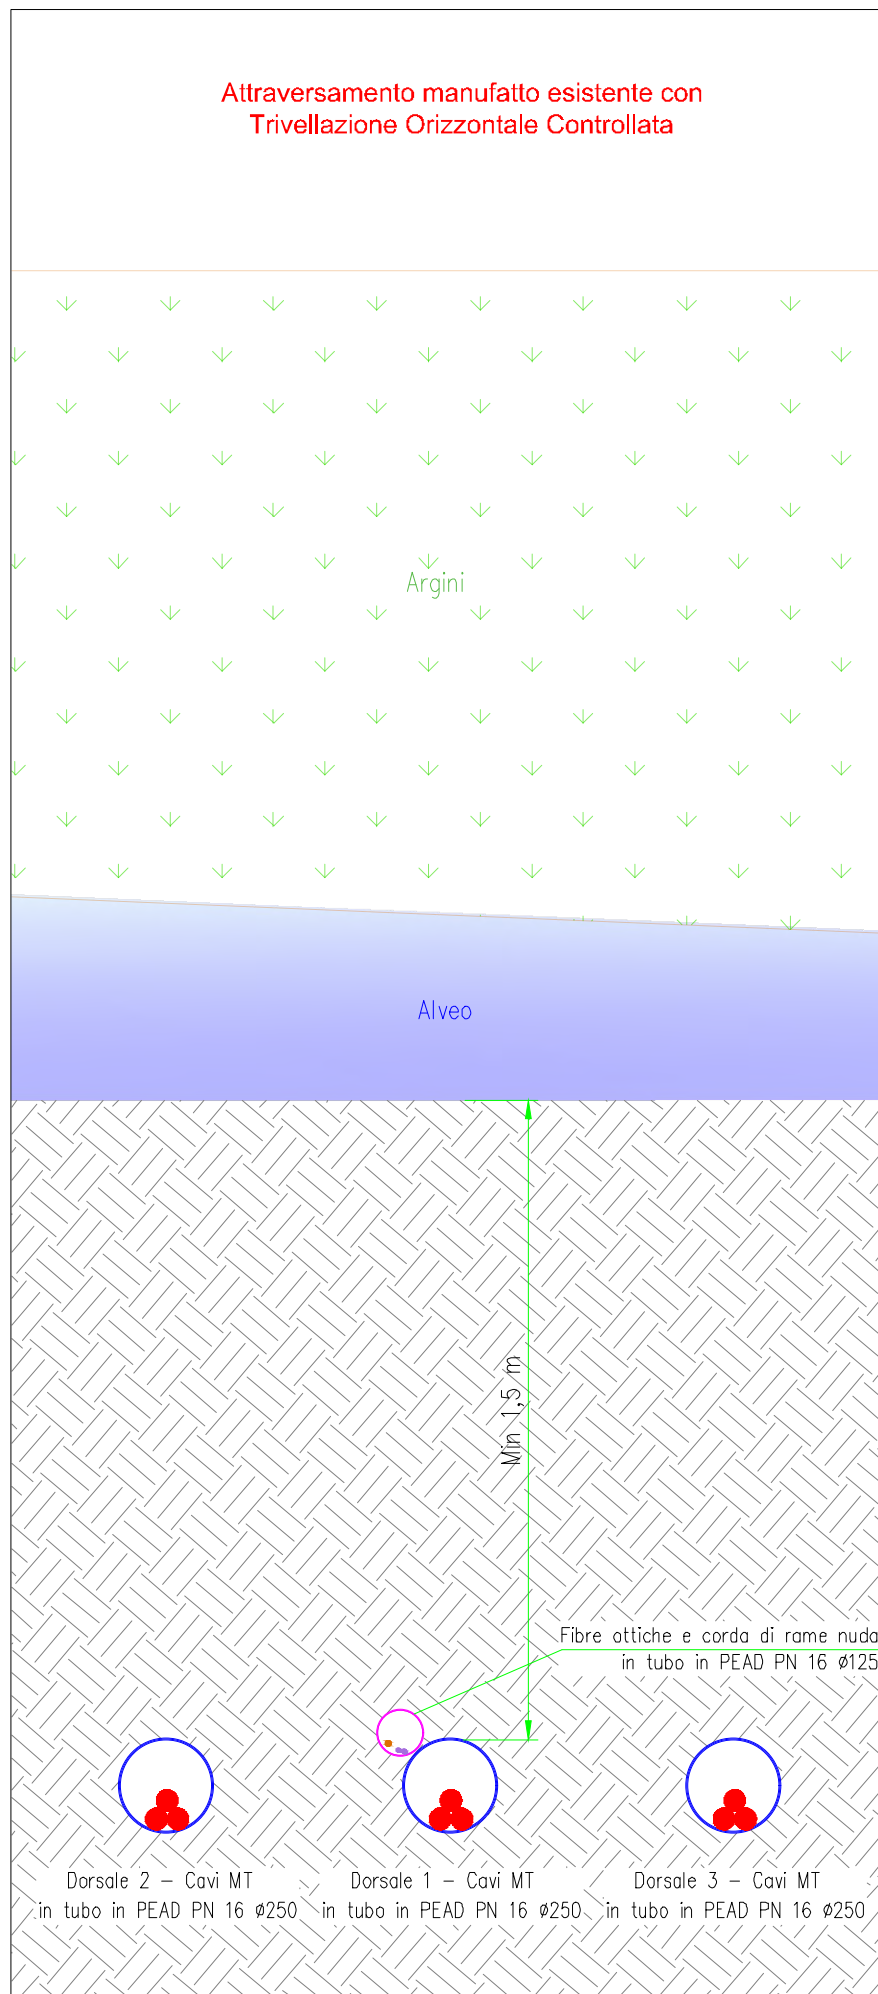 Attraversamento manufatto esistente con
Trivellazione Orizzontale Controllata
Argini
Alveo
Min 1,5 m
Fibre ottiche e corda di rame nuda
in tubo in PEAD PN 16 Ø125
Dorsale 2 - Cavi MT
in tubo in PEAD PN 16 Ø250
Dorsale 1 - Cavi MT
in tubo in PEAD PN 16 Ø250
Dorsale 3 - Cavi MT
in tubo in PEAD PN 16 Ø250